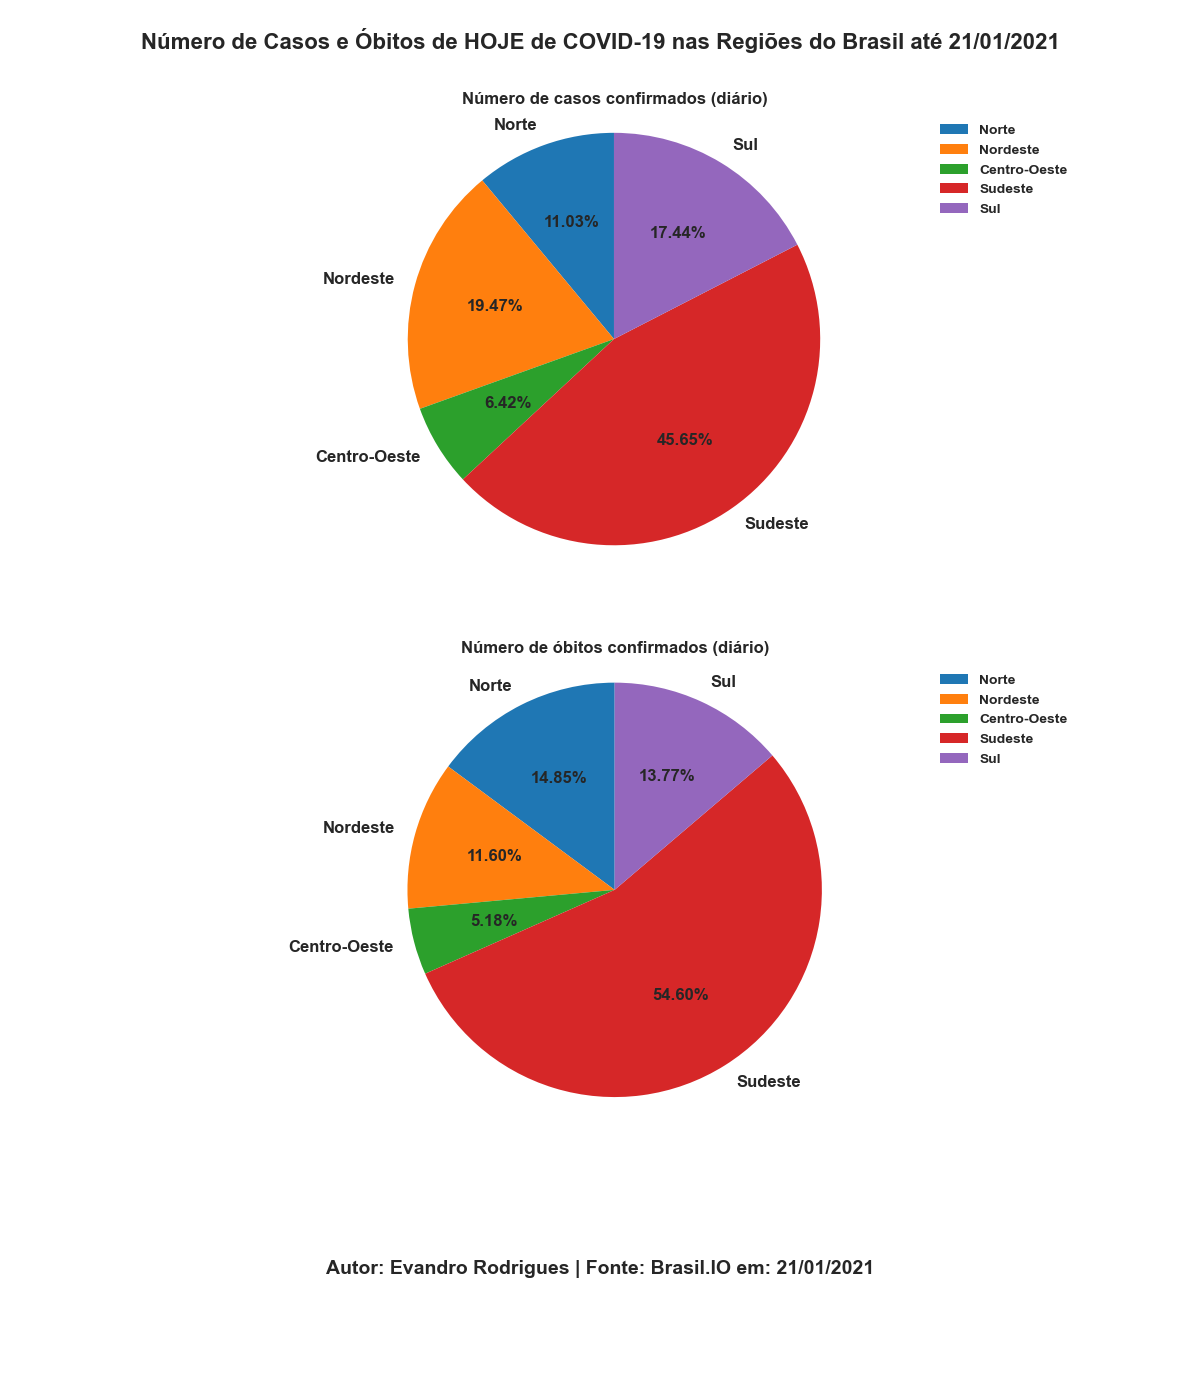 Número de Casos e Óbitos de HOJE de COVID-19 nas Regiões do Brasil até 21/01/2021
Número de casos confirmados (diário)
Norte
Sul
Nordeste
Centro-Oeste
Sudeste
11.03%
17.44%
19.47%
6.42%
45.65%
Norte
Nordeste
Centro-Oeste
Sudeste
Sul
Número de óbitos confirmados (diário)
Norte
Sul
Nordeste
Centro-Oeste
Sudeste
14.85%
13.77%
11.60%
5.18%
54.60%
Norte
Nordeste
Centro-Oeste
Sudeste
Sul
Autor: Evandro Rodrigues | Fonte: Brasil.IO em: 21/01/2021